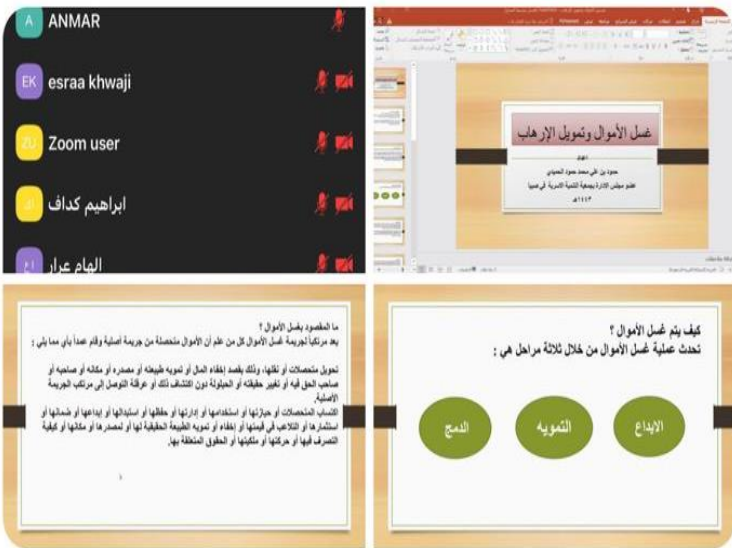 A ANMAR
EK esraa khwaji
ZU Zoom user
ابراهيم كداف
الهام عرار
غسل الأموال وتمويل الإرهاب
اعداد
حمود بن علي محمد حمود الحميدي
عضو مجلس الادارة بجمعية التنمية الاسرية في صبيا
١٤٤٣هـ
ما المقصود بغسل الأموال ؟
يعد مرتكباً لجريمة غسل الأموال كل من علم أن الأموال متحصلة من جريمة أصلية وقام عمداً بأي مما يلي :
تحويل متحصلات أو نقلها، وذلك بقصد إخفاء المال أو تمويه طبيعته أو مصدره أو مكانه أو صاحبه أو
صاحب الحق فيه أو تغيير حقيقته أو الحيلولة دون اكتشاف ذلك أو عرقلة التوصل إلى مرتكب الجريمة
الأصلية.
اكتساب المتحصلات أو حيازتها أو استخدامها أو إدارتها أو حفظها أو استبدالها أو إيداعها أو ضمانها أو
استثمارها أو التلاعب في قيمتها أو إخفاء أو تمويه الطبيعة الحقيقية لها أو لمصدرها أو مكانها أو كيفية
التصرف فيها أو حركتها أو ملكيتها أو الحقوق المتعلقة بها.
كيف يتم غسل الأموال ؟
تحدث عملية غسل الأموال من خلال ثلاثة مراحل هي :
الايداع
التمويه
الدمج